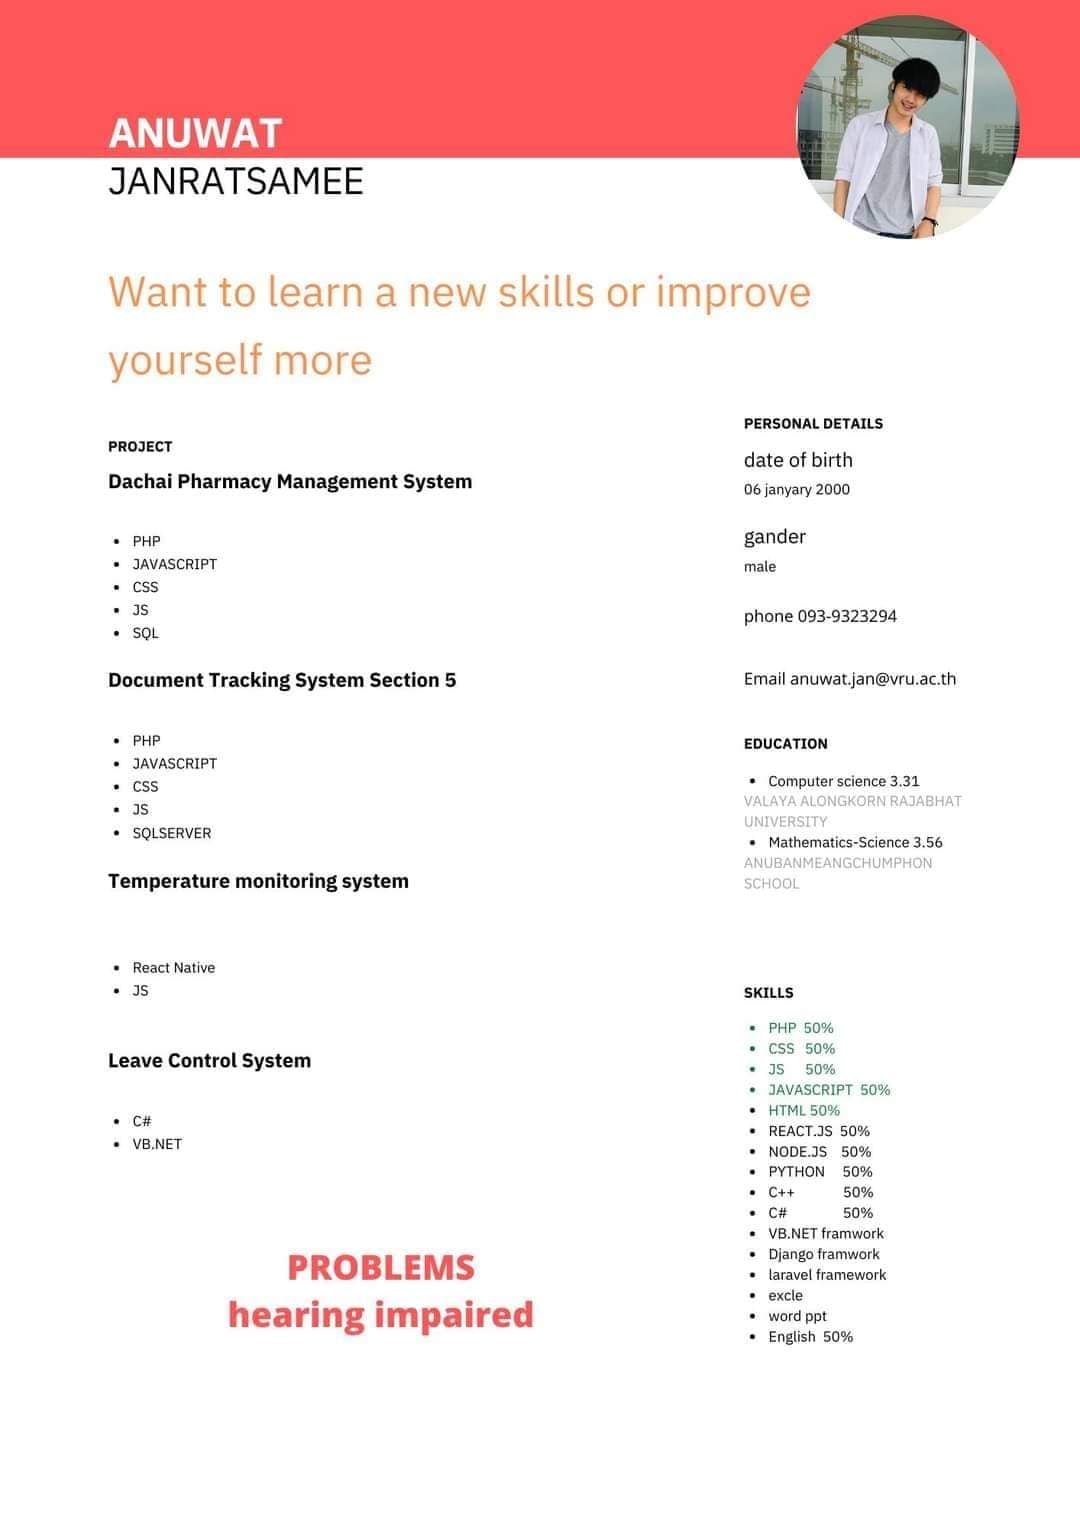 ANUWAT
JANRATSAMEE
Want to learn a new skills or improve
yourself more
PROJECT
Dachai Pharmacy Management System
• PHP
• JAVASCRIPT
• CSS
• JS
• SQL
Document Tracking System Section 5
• PHP
• JAVASCRIPT
• CSS
• JS
• SQLSERVER
Temperature monitoring system
• React Native
• JS
Leave Control System
• C#
• VB.NET
PROBLEMS
hearing impaired
PERSONAL DETAILS
date of birth
06 janyary 2000
gander
male
phone 093-9323294
Email anuwat.jan@vru.ac.th
EDUCATION
• Computer science 3.31
VALAYA ALONGKORN RAJABHAT
UNIVERSITY
• Mathematics-Science 3.56
ANUBANMEANGCHUMPHON
SCHOOL
SKILLS
• PHP 50%
• CSS 50%
• JS 50%
• JAVASCRIPT 50%
• HTML 50%
• REACT.JS 50%
• NODE.JS 50%
• PYTHON 50%
• C++ 50%
• C# 50%
• VB.NET framwork
• Django framwork
• laravel framework
• excle
• word ppt
• English 50%